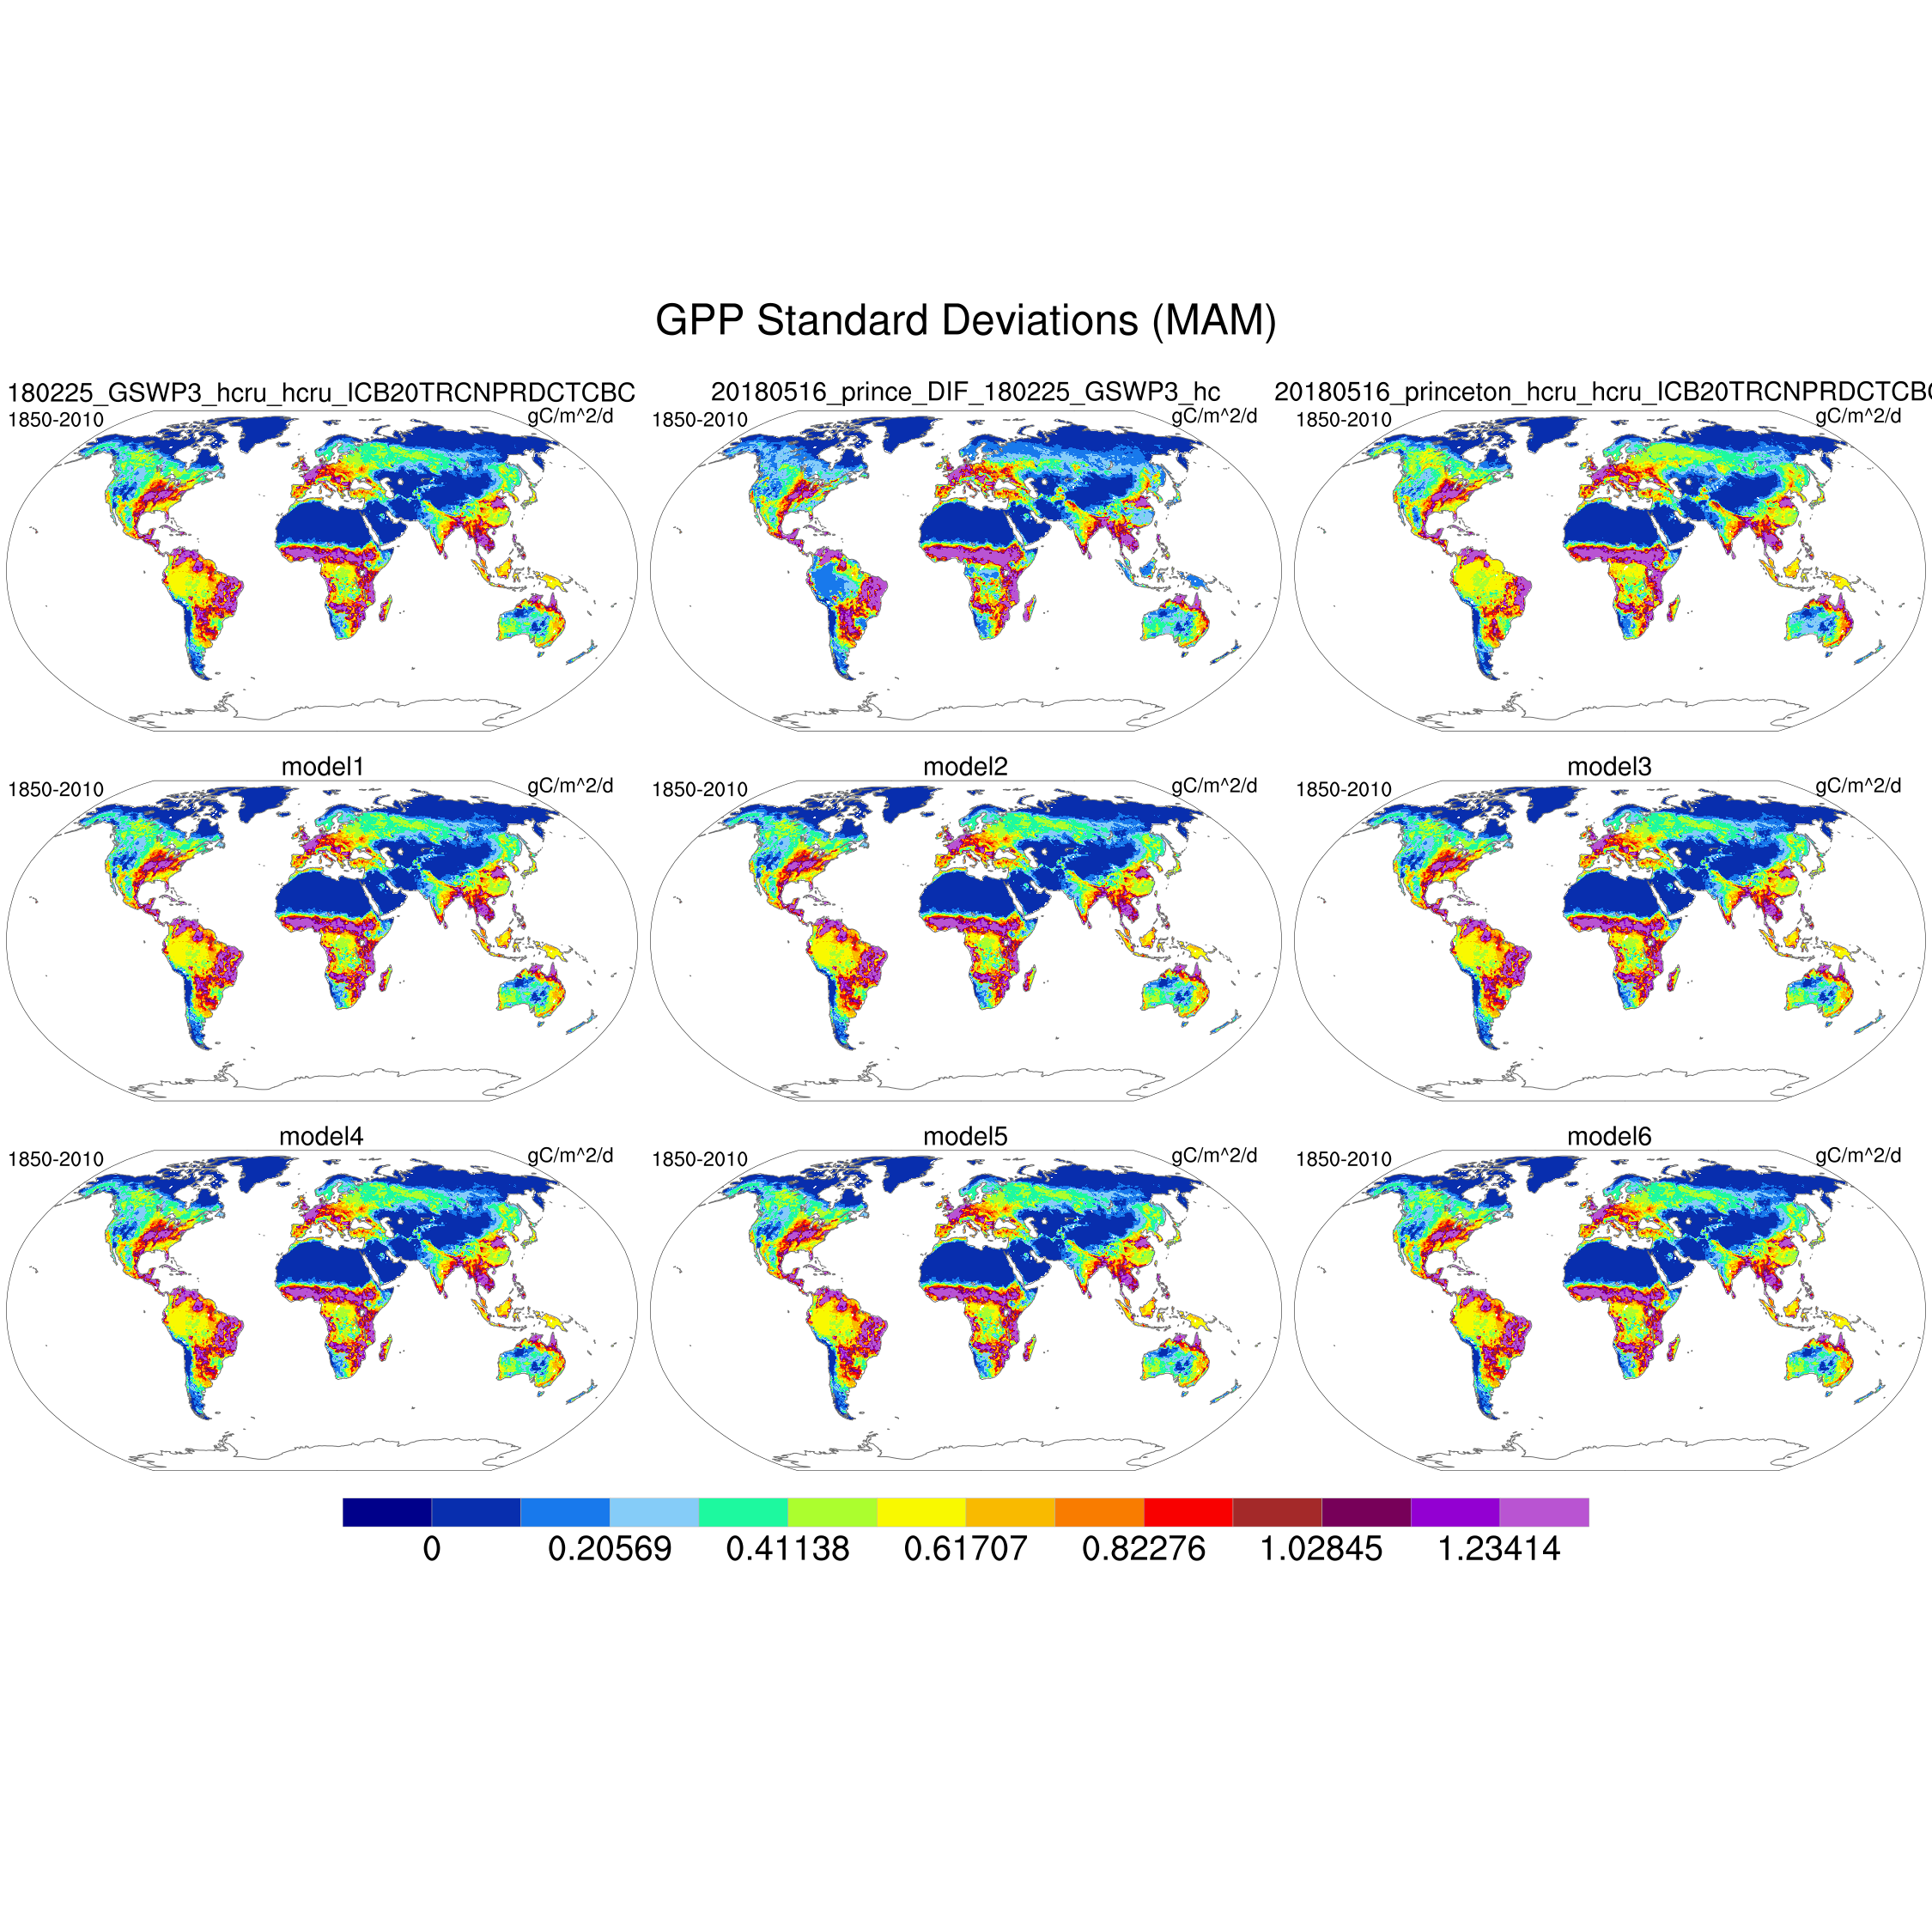 GPP Standard Deviations (MAM)
180225_GSWP3_hcru_hcru_ICB20TRCNPRDCTCBC
20180516_prince_DIF_180225_GSWP3_hc
20180516_princeton_hcru_hcru_ICB20TRCNPRDCTCBC
1850-2010 gC/m^2/d
1850-2010 gC/m^2/d
1850-2010 gC/m^2/d
model1
model2
model3
1850-2010 gC/m^2/d
1850-2010 gC/m^2/d
1850-2010 gC/m^2/d
model4
model5
model6
1850-2010 gC/m^2/d
1850-2010 gC/m^2/d
1850-2010 gC/m^2/d
0 0.20569 0.41138 0.61707 0.82276 1.02845 1.23414